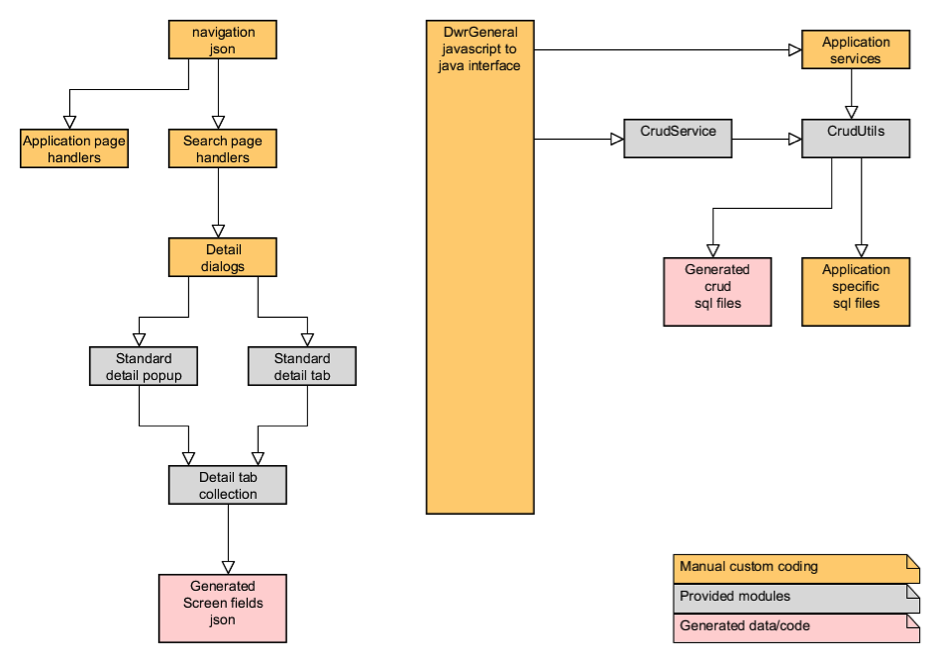 navigation
json
Application page
handlers
Search page
handlers
Detail
dialogs
Standard
detail popup
Standard
detail tab
Detail tab
collection
Generated
Screen fields
json
DwrGeneral
javascript to
java interface
Application
services
CrudService
CrudUtils
Generated
crud
sql files
Application
specific
sql files
Manual custom coding
Provided modules
Generated data/code